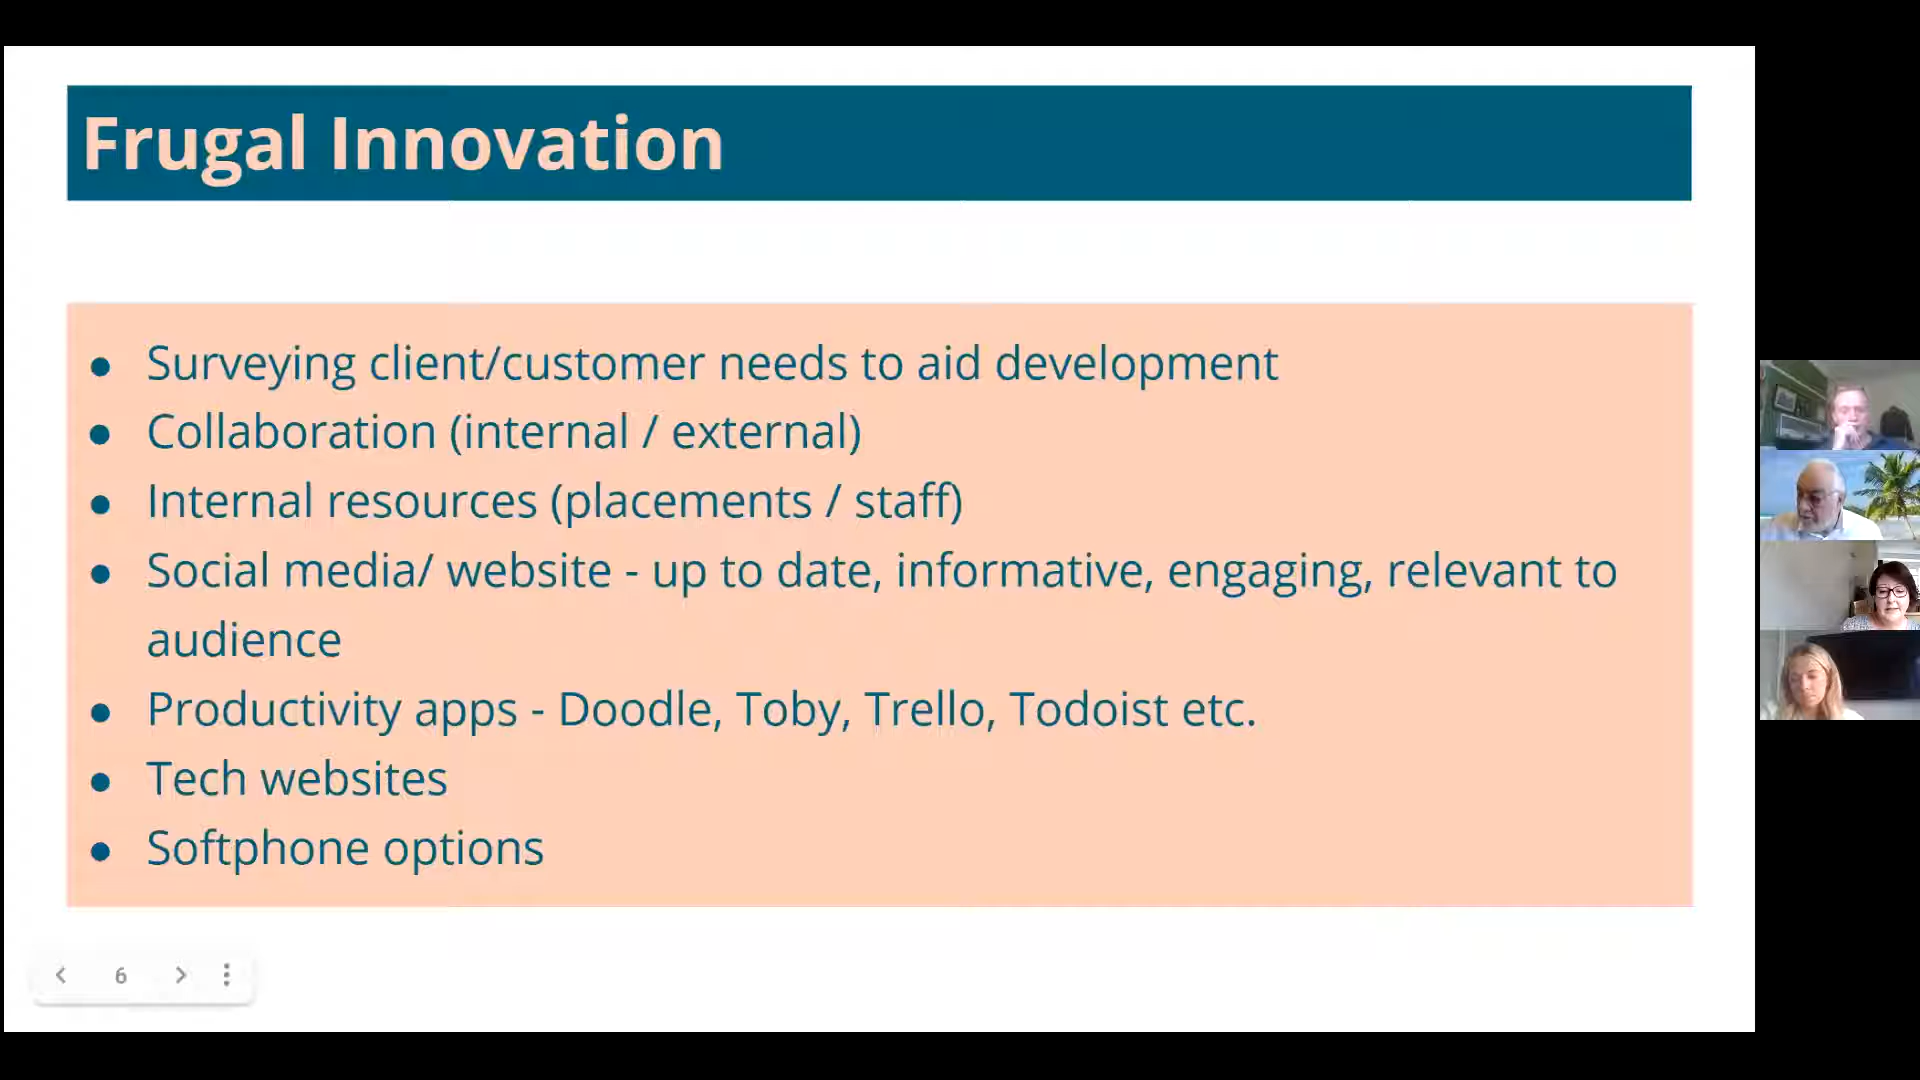 Frugal Innovation
● Surveying client/customer needs to aid development
● Collaboration (internal / external)
● Internal resources (placements / staff)
● Social media/ website - up to date, informative, engaging, relevant to
audience
● Productivity apps - Doodle, Toby, Trello, Todoist etc.
● Tech websites
● Softphone options
6